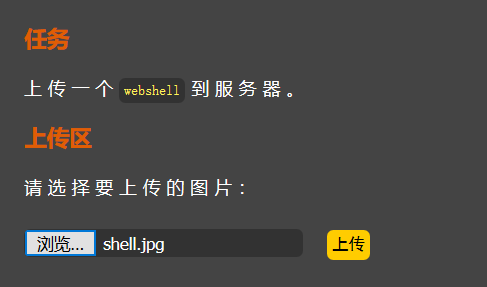 任务
上传一个 webshell 到服务器。
上传区
请选择要上传的图片：
浏览... shell.jpg 上传